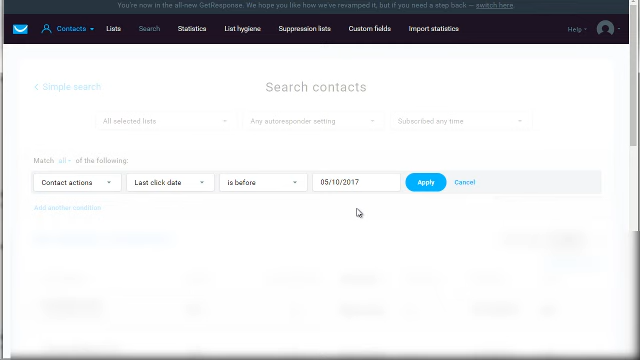 You're now in the all-new GetResponse. We hope you like how we've revamped it, but if you need a step back — switch here.
Contacts Lists Search Statistics List hygiene Suppression lists Custom fields Import statistics Help
Simple search
Search contacts
All selected lists Any autoresponder setting Subscribed any time
Match all of the following:
Contact actions Last click date is before 05/10/2017 Apply Cancel
Add another condition